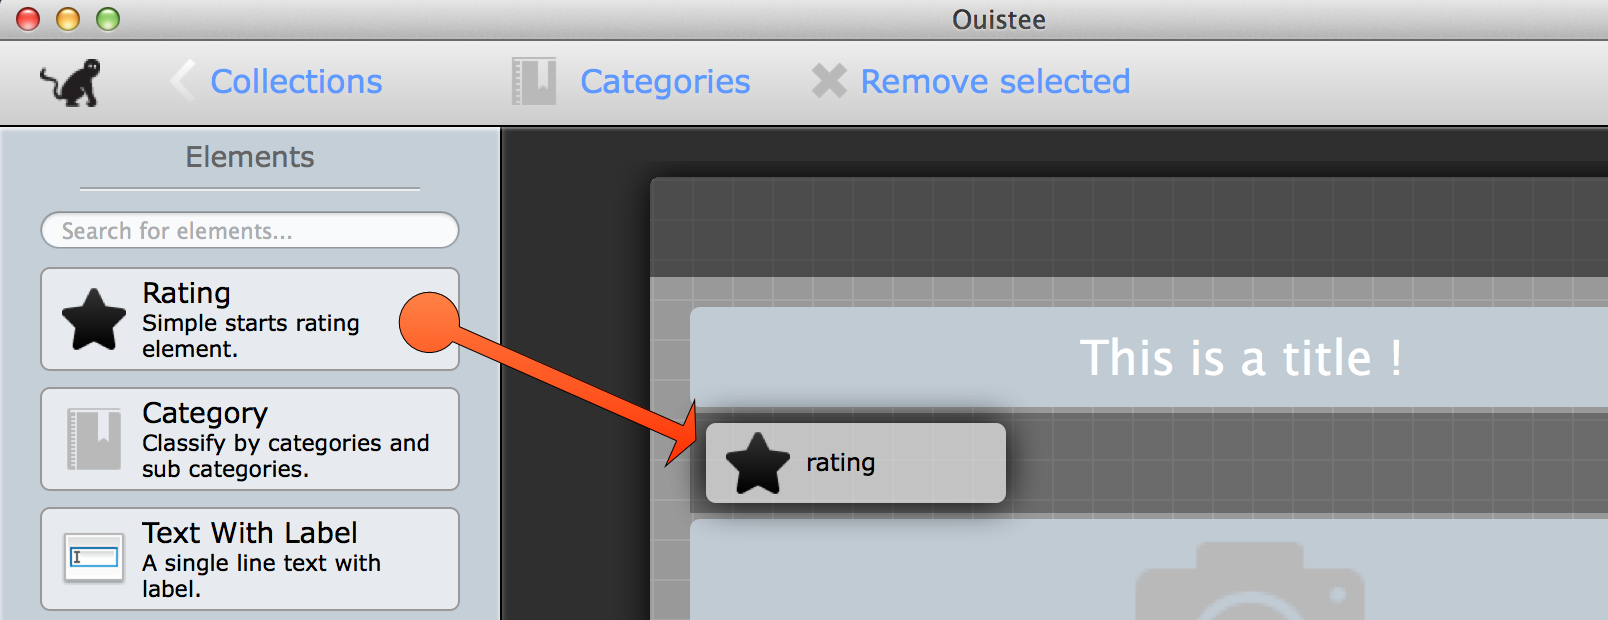 Ouistee
Collections
Categories
Remove selected
Elements
Search for elements...
Rating
Simple starts rating
element.
Category
Classify by categories and
sub categories.
Text With Label
A single line text with
label.
This is a title !
rating